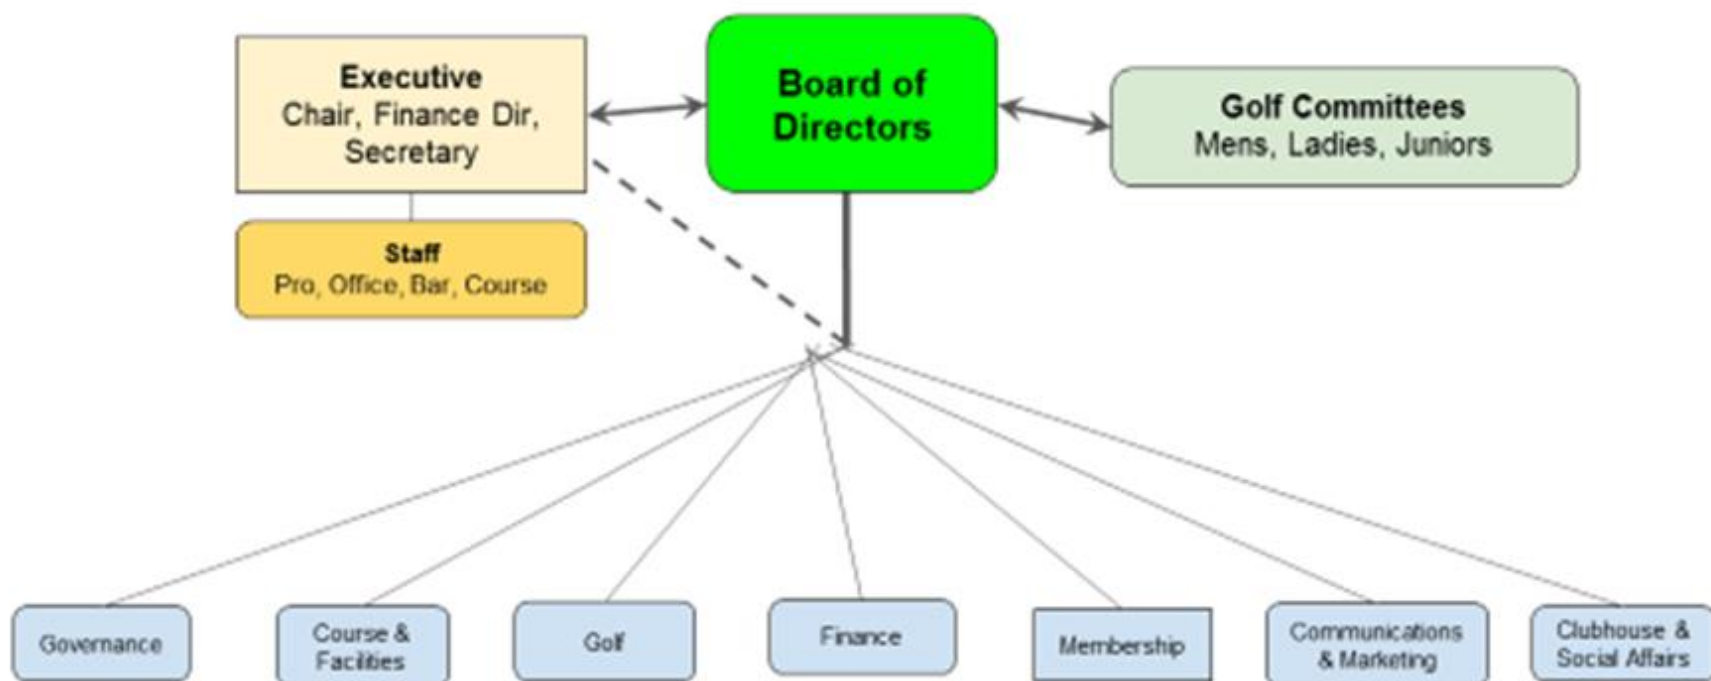 Executive
Chair, Finance Dir,
Secretary
Board of
Directors
Golf Committees
Mens, Ladies, Juniors
Staff
Pro, Office, Bar, Course
Governance
Course &
Facilities
Golf
Finance
Membership
Communications
& Marketing
Clubhouse &
Social Affairs